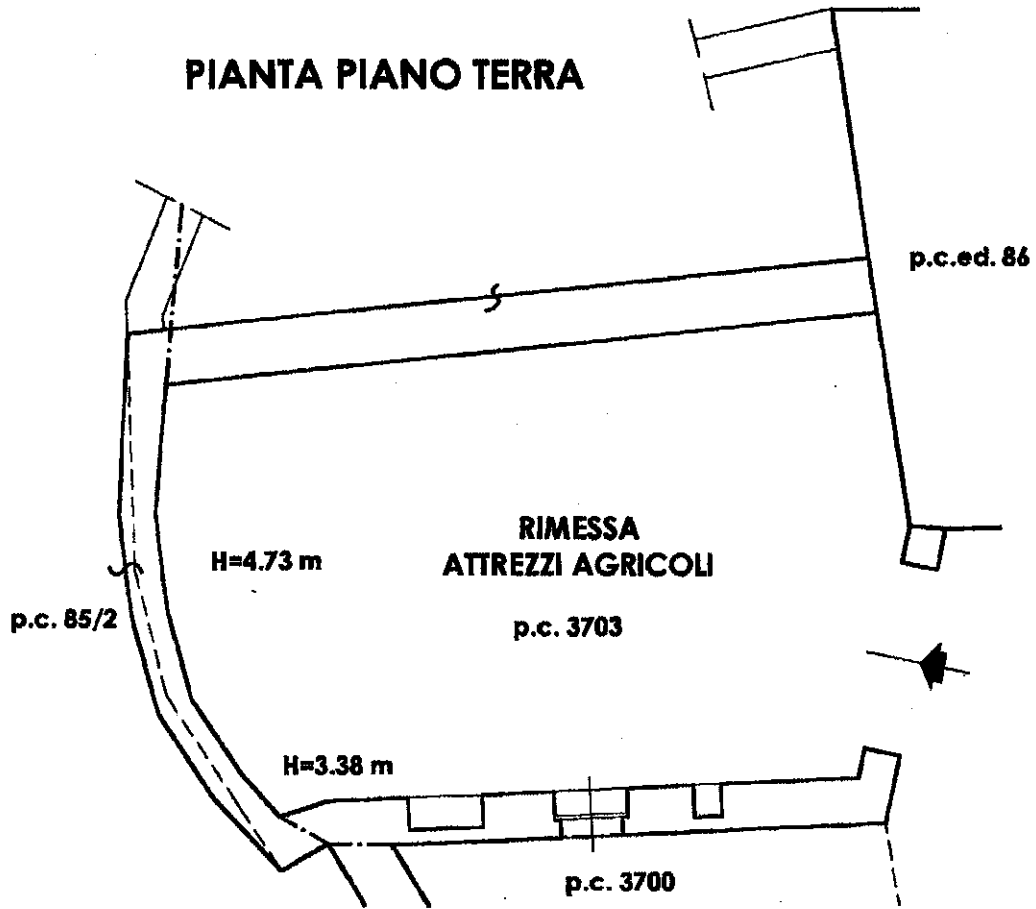 PIANTA PIANO TERRA
p.c.ed. 86
RIMESSA
ATTREZZI AGRICOLI
H=4.73 m
p.c. 85/2
p.c. 3703
H=3.38 m
p.c. 3700